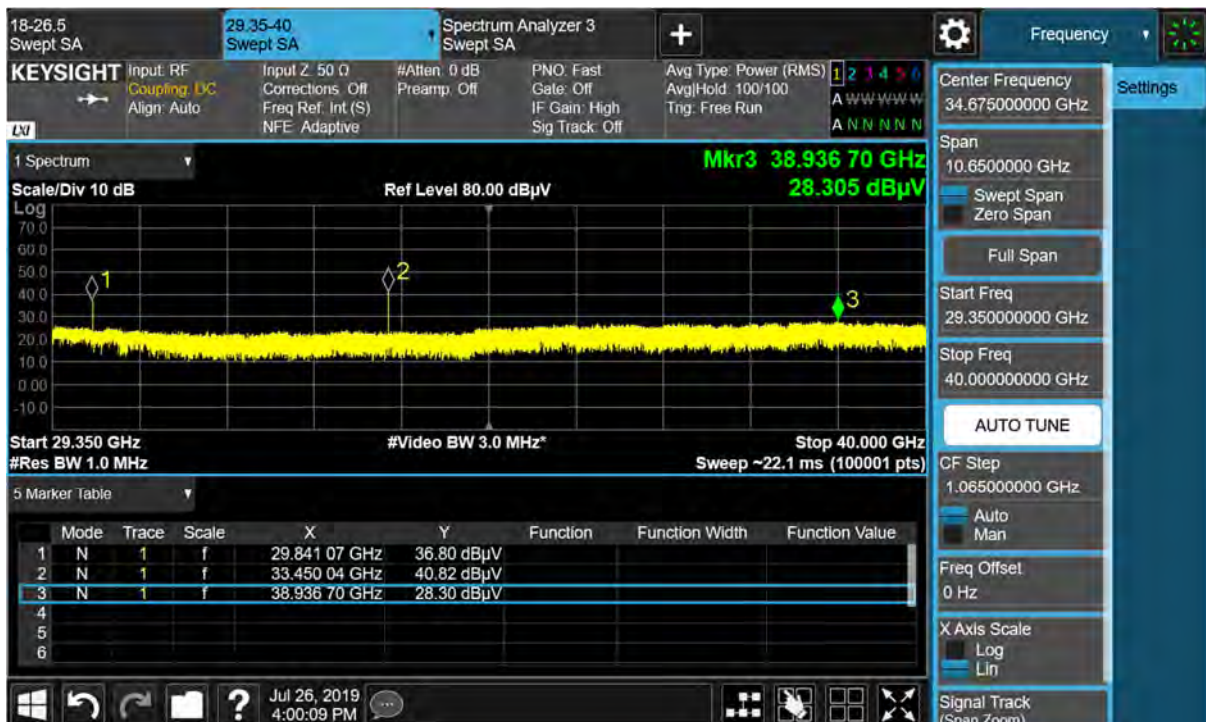 18-26.5
Swept SA
29.35-40
Swept SA
Spectrum Analyzer 3
Swept SA
+
Frequency
KEYSIGHT
Input: RF
Coupling: DC
Align: Auto
Input Z: 50 Ω
Corrections: Off
Freq Ref: Int (S)
NFE: Adaptive
#Atten: 0 dB
Preamp: Off
PNO: Fast
Gate: Off
IF Gain: High
Sig Track: Off
Avg Type: Power (RMS)
Avg|Hold: 100/100
Trig: Free Run
1 2 3 4 5 6
A W W W W W
A N N N N N
LXI
1 Spectrum
Scale/Div 10 dB
Ref Level 80.00 dBµV
Mkr3 38.936 70 GHz
28.305 dBµV
Log
70.0
60.0
50.0
40.0
30.0
20.0
10.0
0.00
-10.0
1
2
3
Start 29.350 GHz
#Video BW 3.0 MHz*
Stop 40.000 GHz
#Res BW 1.0 MHz
Sweep ~22.1 ms (100001 pts)
5 Marker Table
Mode Trace Scale X Y Function Function Width Function Value
1 N 1 f 29.841 07 GHz 36.80 dBµV
2 N 1 f 33.450 04 GHz 40.82 dBµV
3 N 1 f 38.936 70 GHz 28.30 dBµV
4
5
6
?
Jul 26, 2019
4:00:09 PM
Center Frequency
34.675000000 GHz
Settings
Span
10.6500000 GHz
Swept Span
Zero Span
Full Span
Start Freq
29.350000000 GHz
Stop Freq
40.000000000 GHz
AUTO TUNE
CF Step
1.065000000 GHz
Auto
Man
Freq Offset
0 Hz
X Axis Scale
Log
Lin
Signal Track
(Span Zoom)